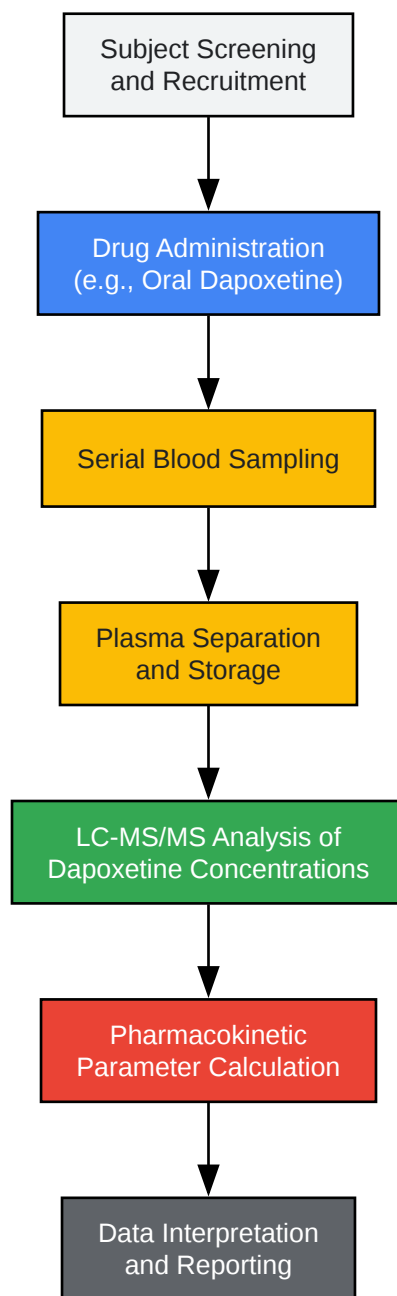 Subject Screening
and Recruitment
Drug Administration
(e.g., Oral Dapoxetine)
Serial Blood Sampling
Plasma Separation
and Storage
LC-MS/MS Analysis of
Dapoxetine Concentrations
Pharmacokinetic
Parameter Calculation
Data Interpretation
and Reporting